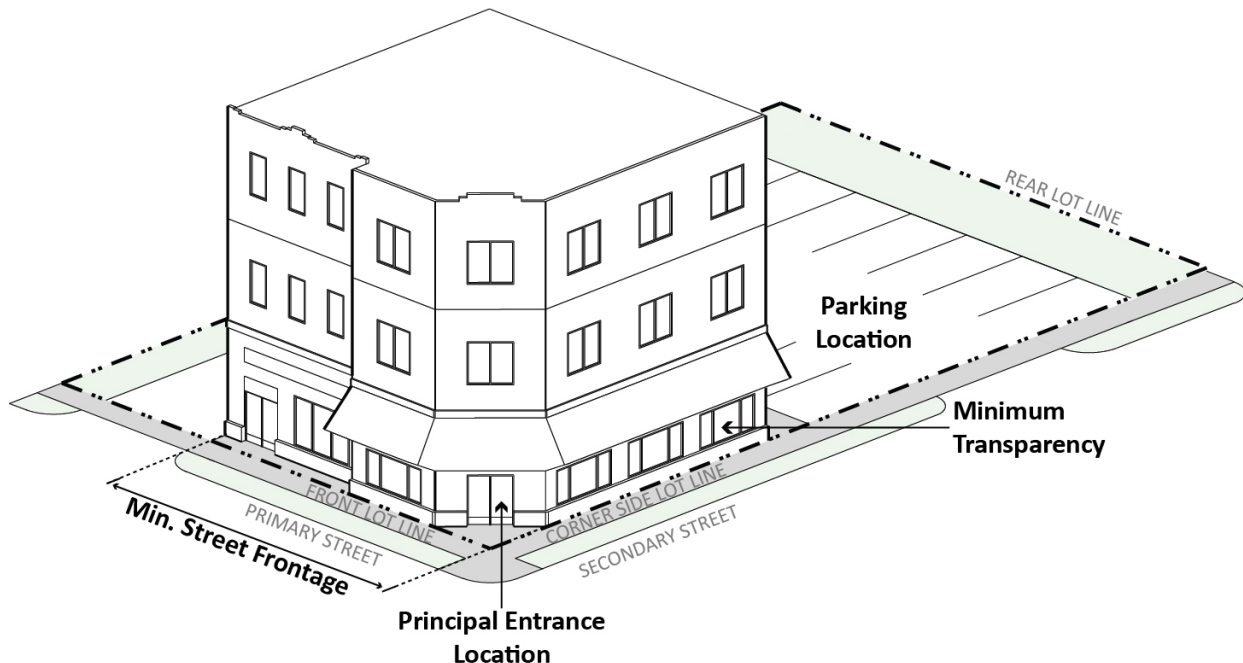 REAR LOT LINE
Parking
Location
Minimum
Transparency
FRONT LOT LINE
CORNER SIDE LOT LINE
PRIMARY STREET
SECONDARY STREET
Min. Street Frontage
Principal Entrance
Location